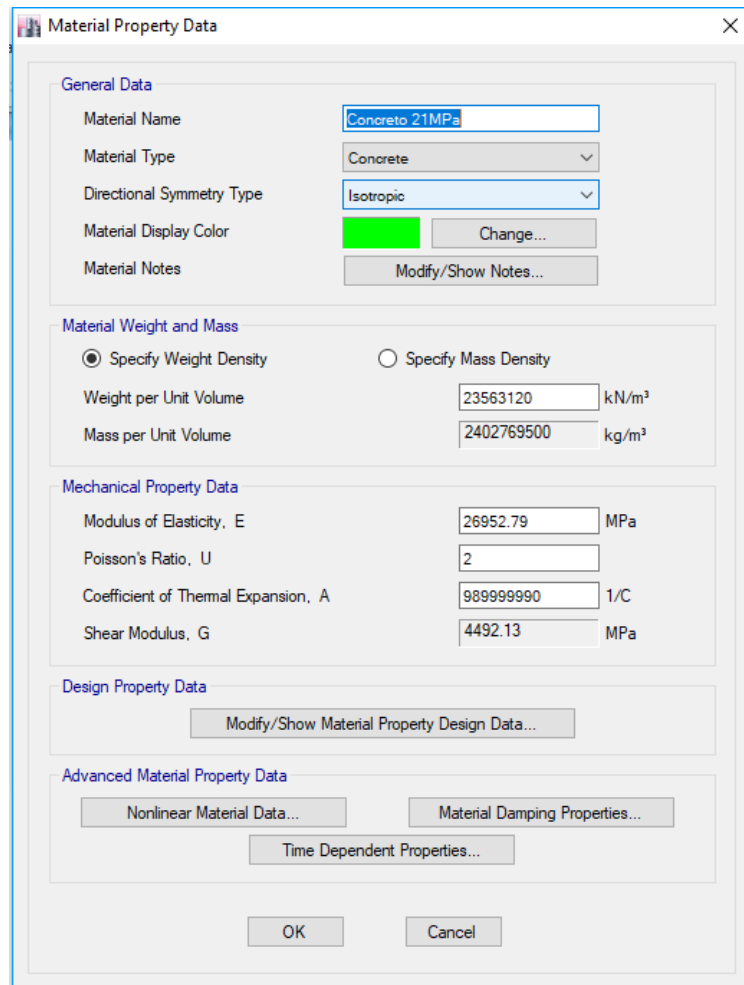 Material Property Data
General Data
Material Name Concreto 21MPa
Material Type Concrete
Directional Symmetry Type Isotropic
Material Display Color Change...
Material Notes Modify/Show Notes...
Material Weight and Mass
Specify Weight Density Specify Mass Density
Weight per Unit Volume 23563120 kN/m³
Mass per Unit Volume 2402769500 kg/m³
Mechanical Property Data
Modulus of Elasticity, E 26952.79 MPa
Poisson's Ratio, U 2
Coefficient of Thermal Expansion, A 989999990 1/C
Shear Modulus, G 4492.13 MPa
Design Property Data
Modify/Show Material Property Design Data...
Advanced Material Property Data
Nonlinear Material Data... Material Damping Properties...
Time Dependent Properties...
OK Cancel